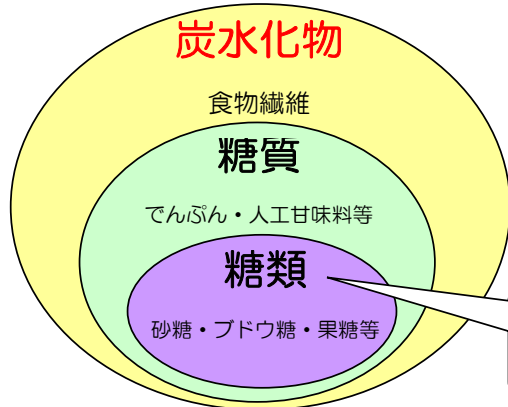 炭水化物
食物繊維
糖質
でんぷん・人工甘味料等
糖類
砂糖・ブドウ糖・果糖等